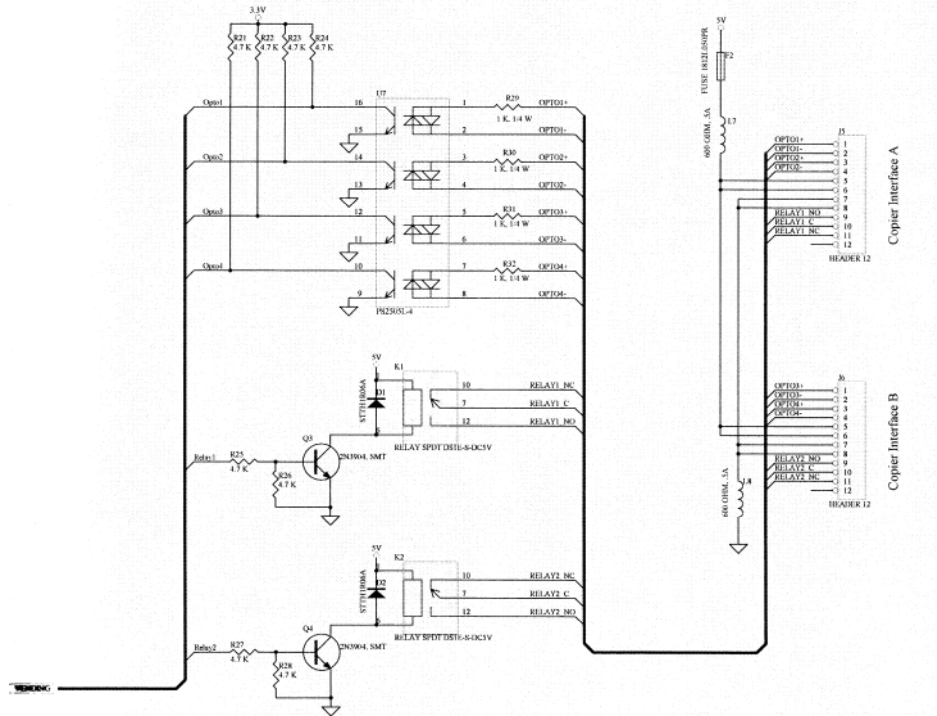 3.3V
R21
4.7 K
R22
4.7 K
R23
4.7 K
R24
4.7 K
5V
F2
FUSE 1812L050PR
L7
600 OHM, .5A
U7
Opto1
16
15
1
2
R29
1 K, 1/4 W
OPTO1+
OPTO1-
Opto2
14
13
3
4
R30
1 K, 1/4 W
OPTO2+
OPTO2-
Opto3
12
11
5
6
R31
1 K, 1/4 W
OPTO3+
OPTO3-
Opto4
10
9
7
8
R32
1 K, 1/4 W
OPTO4+
OPTO4-
PS2505L-4
J5
OPTO1+
OPTO1-
OPTO2+
OPTO2-
RELAY1_NO
RELAY1_C
RELAY1_NC
1
2
3
4
5
6
7
8
9
10
11
12
HEADER 12
Copier Interface A
5V
K1
D1
STTH1R06A
10
7
12
RELAY1_NC
RELAY1_C
RELAY1_NO
RELAY SPDT DS1E-S-DC5V
Relay1
R25
4.7 K
R26
4.7 K
Q3
2N3904, SMT
J6
OPTO3+
OPTO3-
OPTO4+
OPTO4-
RELAY2_NO
RELAY2_C
RELAY2_NC
1
2
3
4
5
6
7
8
9
10
11
12
HEADER 12
Copier Interface B
L8
600 OHM, .5A
5V
K2
D2
STTH1R06A
10
7
12
RELAY2_NC
RELAY2_C
RELAY2_NO
RELAY SPDT DS1E-S-DC5V
Relay2
R27
4.7 K
R28
4.7 K
Q4
2N3904, SMT
VENDING